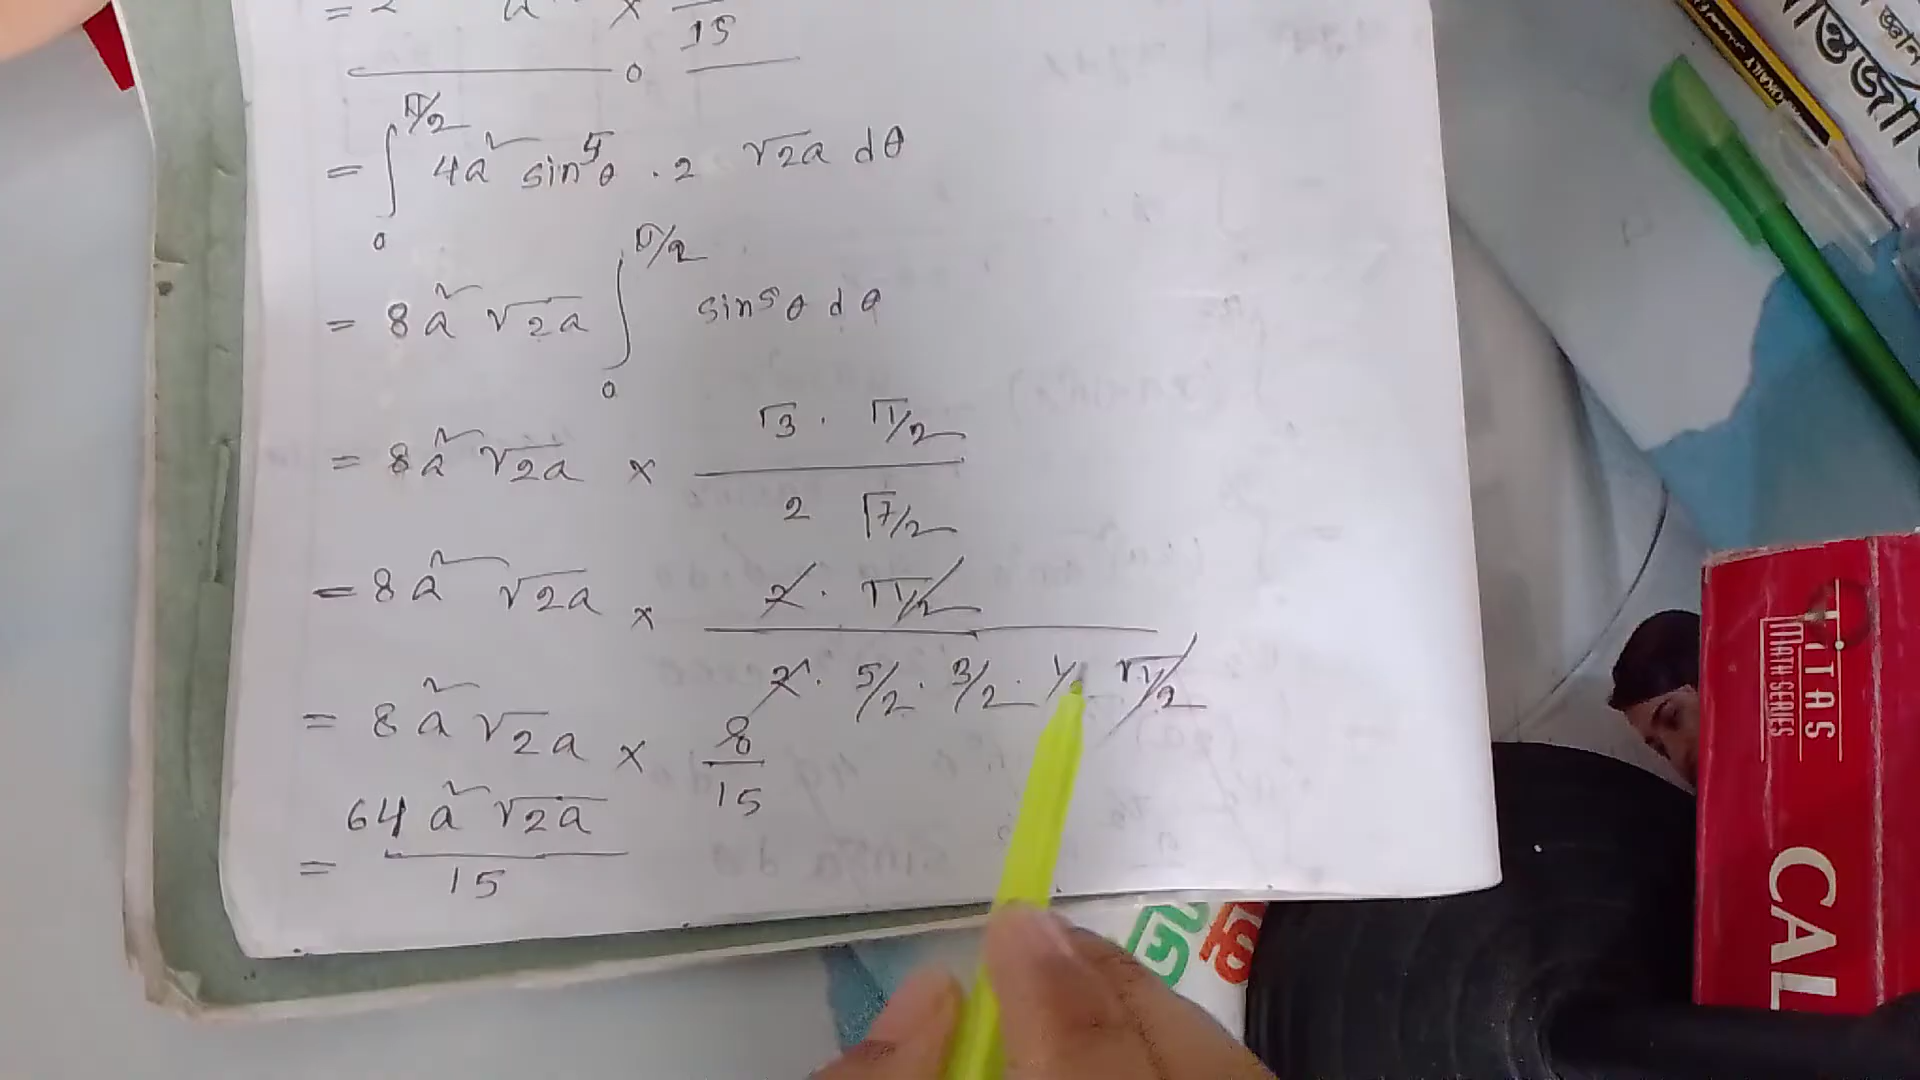 = 2 a × 15
= ∫₀^{π/2} 4a² sin⁵θ · 2 √2a dθ
= 8a² √2a ∫₀^{π/2} sin⁵θ dθ
= 8a² √2a × (Γ3 · Γ1/2) / (2 Γ7/2)
= 8a² √2a × (2 · Γ1/2) / (2 · 5/2 · 3/2 · 1/ Γ1/2)
= 8a² √2a × 8/15
= 64a² √2a / 15
TiTAS
MATH SERIES
CAL